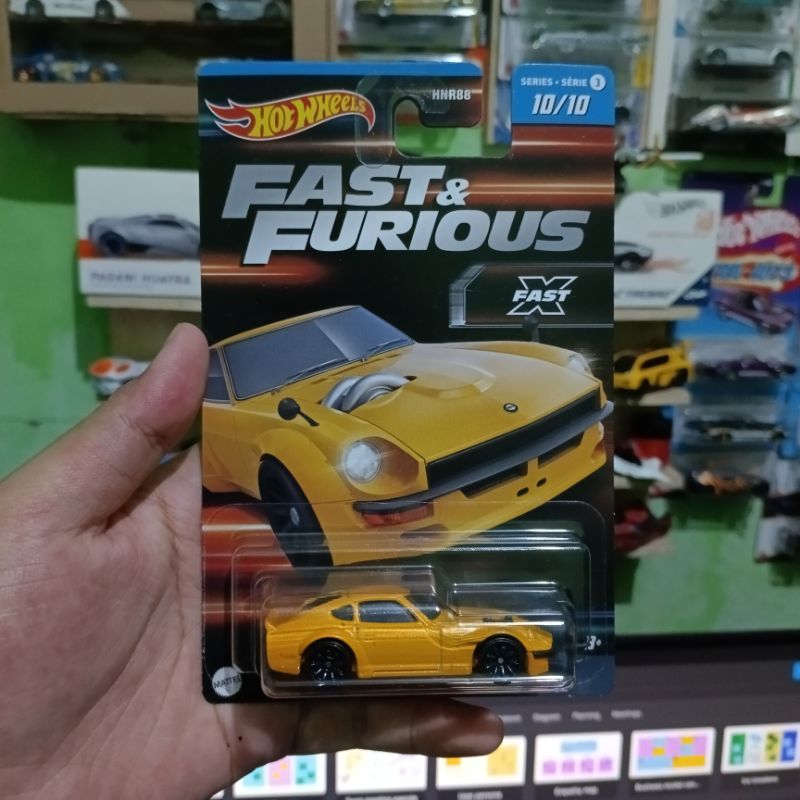 HOT WHEELS
HNR88
SERIES • SÉRIE 3
10/10
FAST &
FURIOUS
FAST X
MATTEL
3+
PAGANI HUAYRA